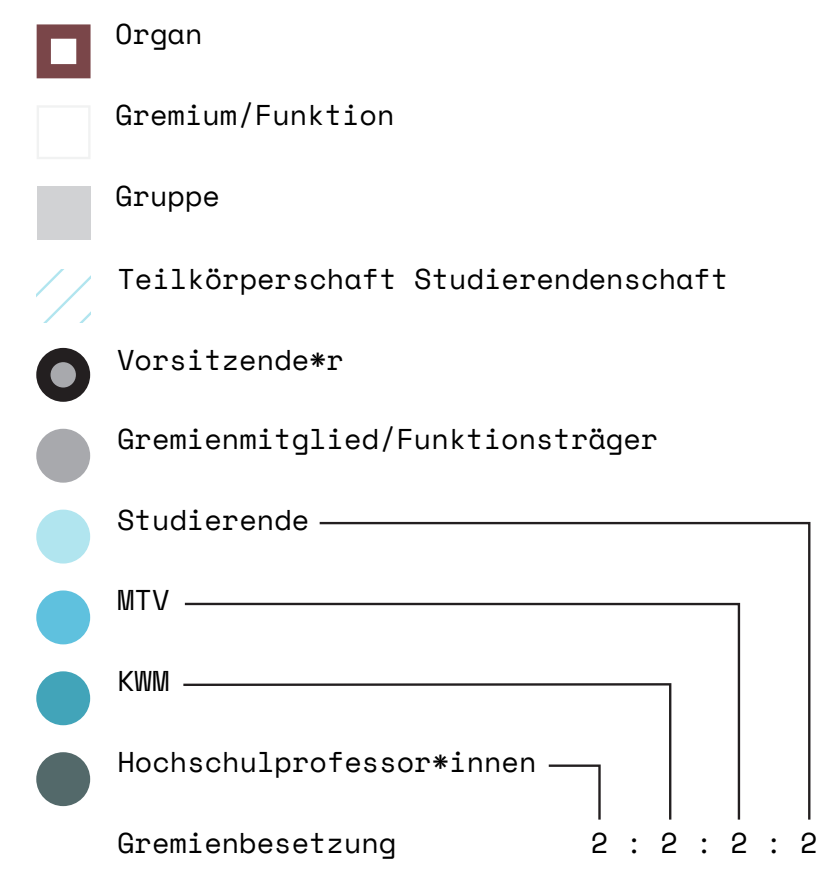 Organ
Gremium/Funktion
Gruppe
Teilkörperschaft Studierendenschaft
Vorsitzende*r
Gremienmitglied/Funktionsträger
Studierende
MTV
KWM
Hochschulprofessor*innen
Gremienbesetzung 2 : 2 : 2 : 2